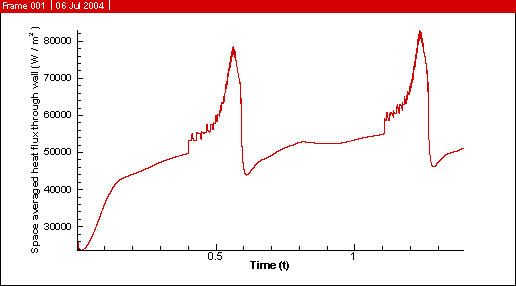 Frame 001 | 06 Jul 2004 |
Space averaged heat flux through wall (W / m²)
80000
70000
60000
50000
40000
30000
0.5
1
Time (t)